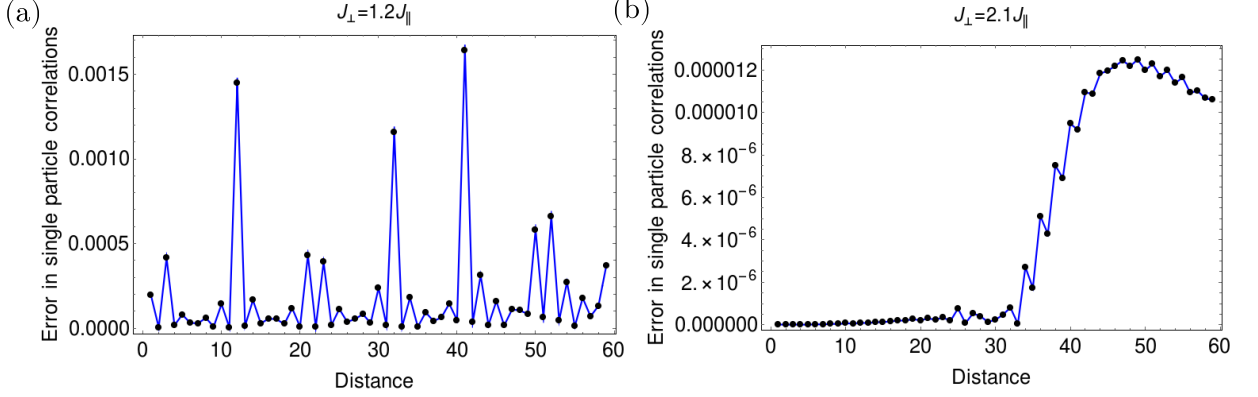 (a)
J⊥=1.2J∥
Error in single particle correlations
0.0015
0.0010
0.0005
0.0000
0 10 20 30 40 50 60
Distance
(b)
J⊥=2.1J∥
Error in single particle correlations
0.000012
0.000010
8.×10⁻⁶
6.×10⁻⁶
4.×10⁻⁶
2.×10⁻⁶
0.000000
0 10 20 30 40 50 60
Distance